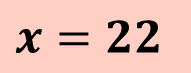 x = 22